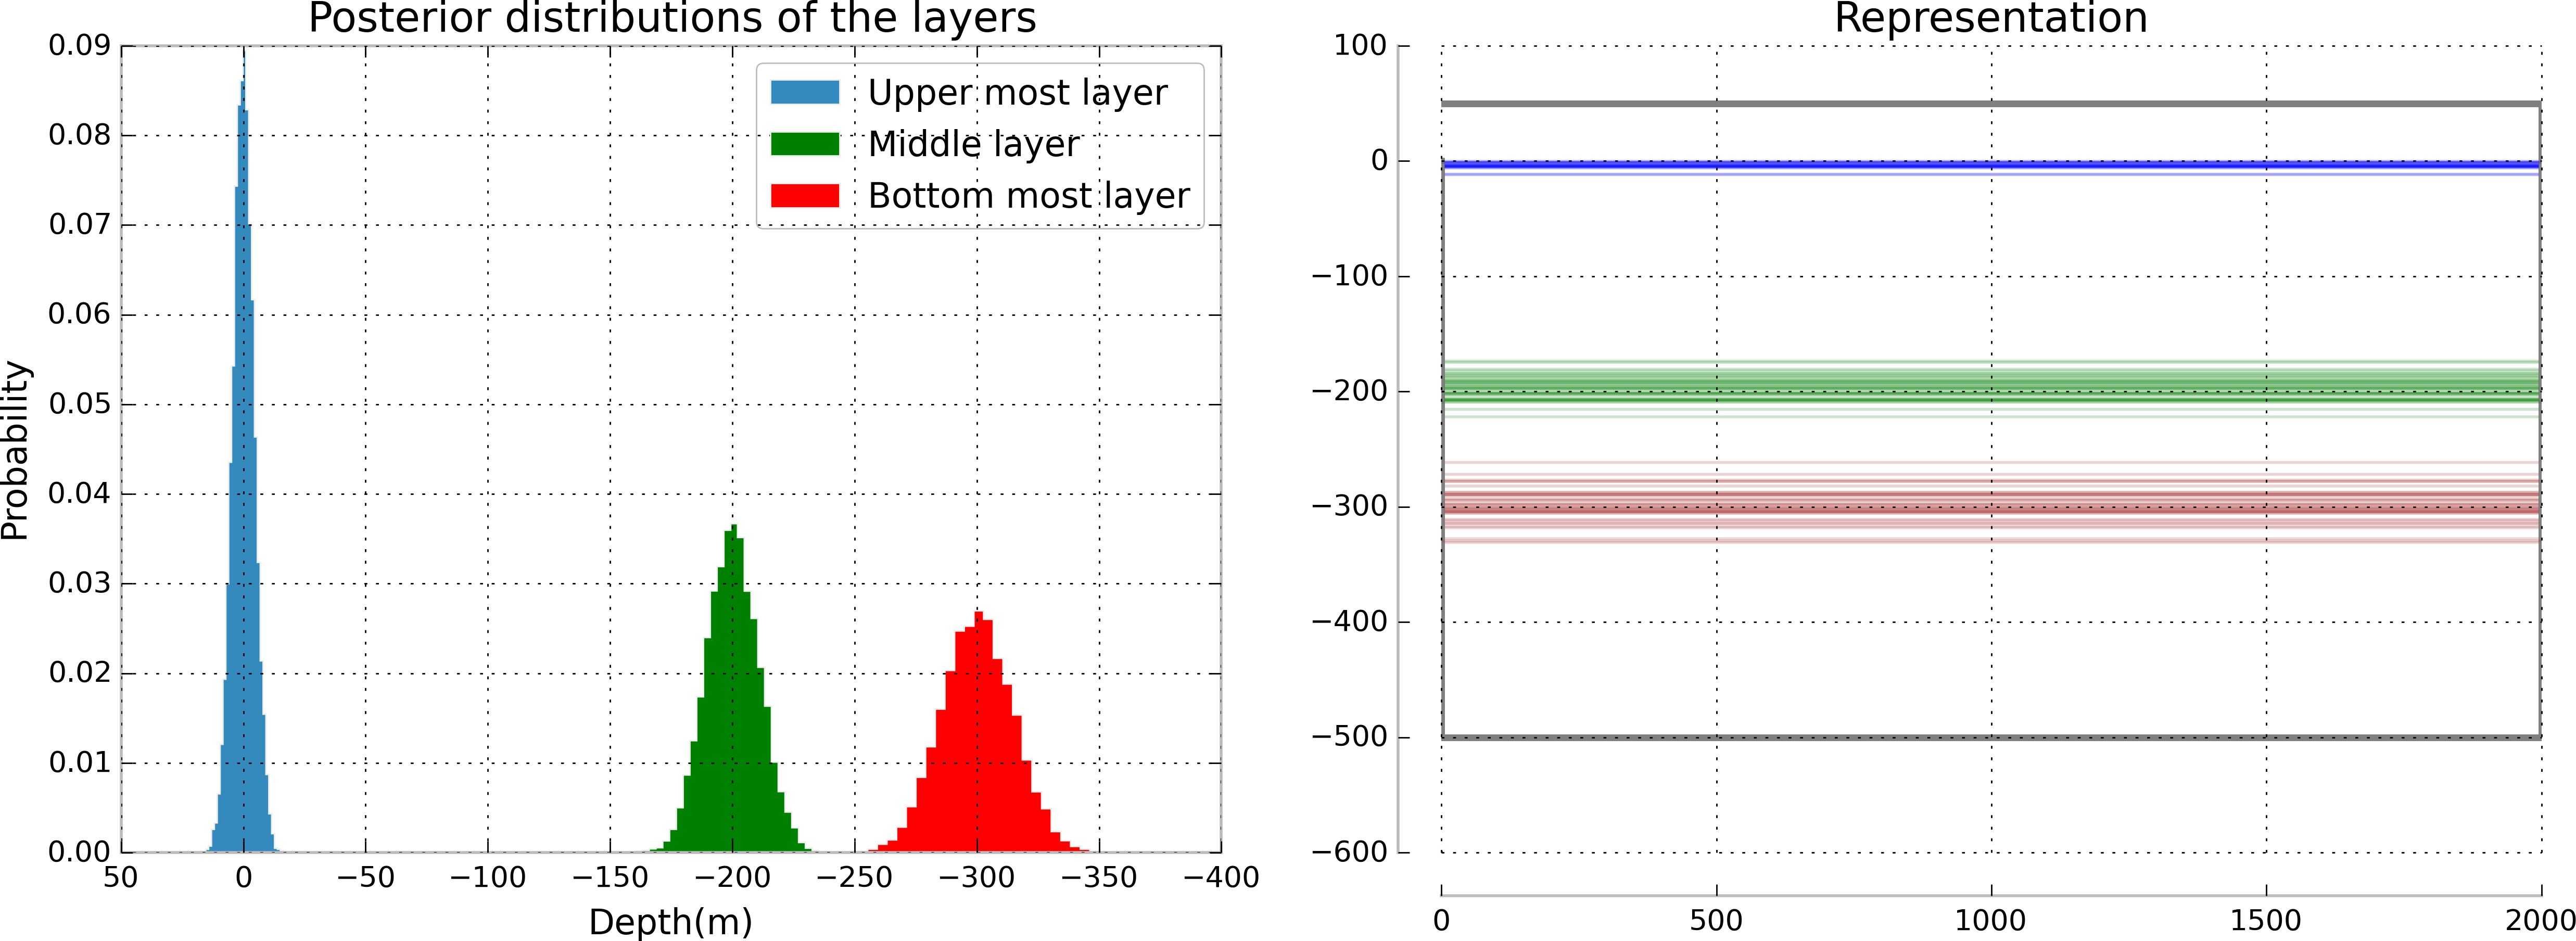 Posterior distributions of the layers
0.09
0.08
0.07
0.06
0.05
0.04
0.03
0.02
0.01
0.00
Probability
Upper most layer
Middle layer
Bottom most layer
50 0 −50 −100 −150 −200 −250 −300 −350 −400
Depth(m)
Representation
100
0
−100
−200
−300
−400
−500
−600
0 500 1000 1500 2000